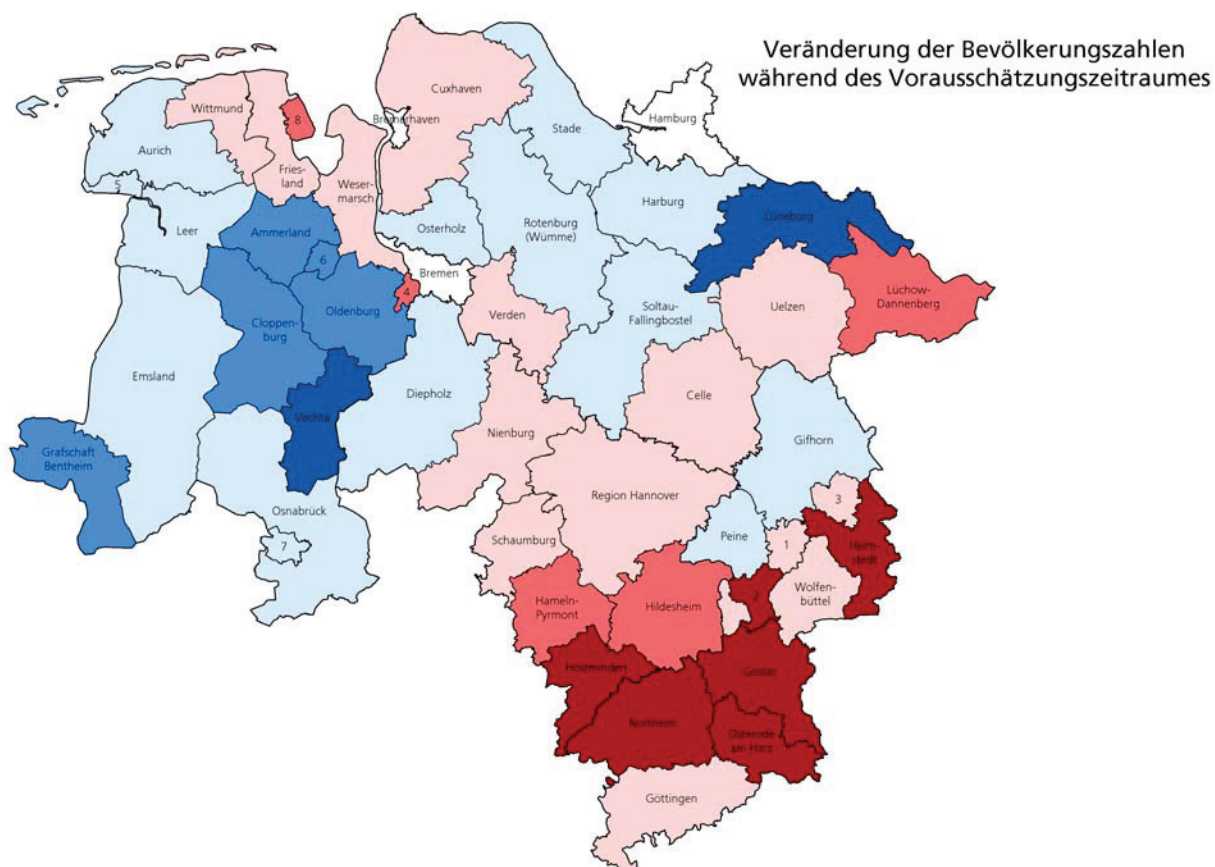 Veränderung der Bevölkerungszahlen
während des Vorausschätzungszeitraumes
Cuxhaven
Wittmund
8
Bremerhaven
Hamburg
Stade
Aurich
Fries-
land
5
Weser-
marsch
Harburg
Lüneburg
Leer
Ammerland
Osterholz
Rotenburg
(Wümme)
6
Bremen
4
Lüchow-
Dannenberg
Oldenburg
Soltau-
Fallingbostel
Uelzen
Verden
Cloppen-
burg
Emsland
Diepholz
Celle
Vechta
Nienburg
Gifhorn
Grafschaft
Bentheim
Region Hannover
3
Osnabrück
Schaumburg
Peine
1
7
Helm-
stedt
Wolfen-
büttel
2
Hameln-
Pyrmont
Hildesheim
Holzminden
Goslar
Northeim
Osterode
am Harz
Göttingen